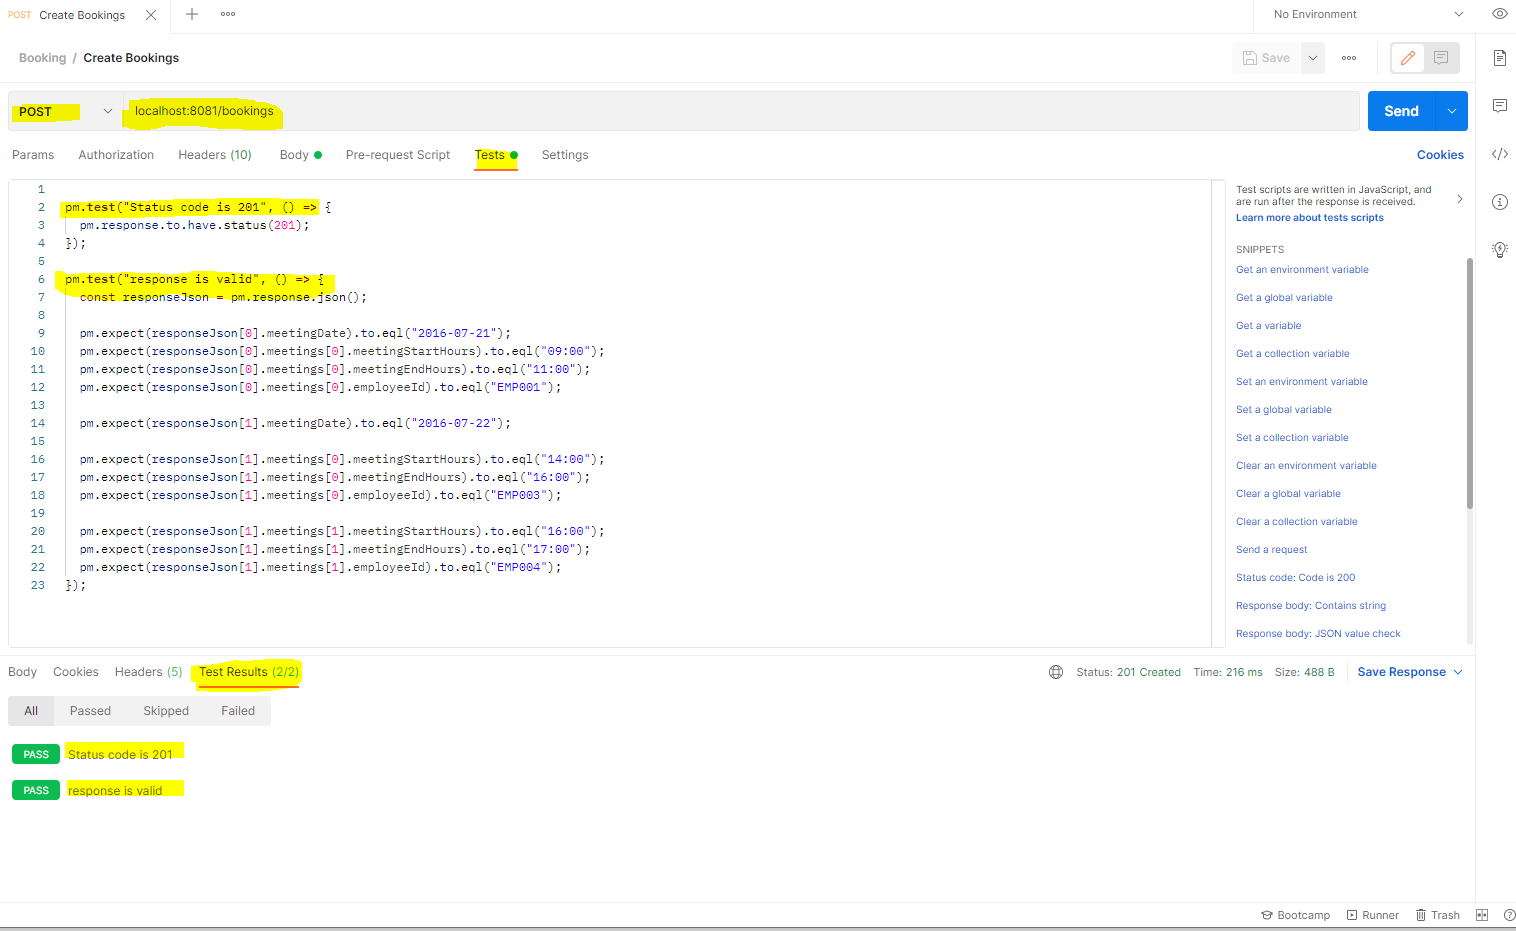 POST Create Bookings
No Environment
Booking / Create Bookings
Save
POST localhost:8081/bookings
Send
Params Authorization Headers (10) Body Pre-request Script Tests Settings Cookies
1
2 pm.test("Status code is 201", () => {
3 pm.response.to.have.status(201);
4 });
5
6 pm.test("response is valid", () => {
7 const responseJson = pm.response.json();
8
9 pm.expect(responseJson[0].meetingDate).to.eql("2016-07-21");
10 pm.expect(responseJson[0].meetings[0].meetingStartHours).to.eql("09:00");
11 pm.expect(responseJson[0].meetings[0].meetingEndHours).to.eql("11:00");
12 pm.expect(responseJson[0].meetings[0].employeeId).to.eql("EMP001");
13
14 pm.expect(responseJson[1].meetingDate).to.eql("2016-07-22");
15
16 pm.expect(responseJson[1].meetings[0].meetingStartHours).to.eql("14:00");
17 pm.expect(responseJson[1].meetings[0].meetingEndHours).to.eql("16:00");
18 pm.expect(responseJson[1].meetings[0].employeeId).to.eql("EMP003");
19
20 pm.expect(responseJson[1].meetings[1].meetingStartHours).to.eql("16:00");
21 pm.expect(responseJson[1].meetings[1].meetingEndHours).to.eql("17:00");
22 pm.expect(responseJson[1].meetings[1].employeeId).to.eql("EMP004");
23 });
Test scripts are written in JavaScript, and
are run after the response is received.
Learn more about tests scripts
SNIPPETS
Get an environment variable
Get a global variable
Get a variable
Get a collection variable
Set an environment variable
Set a global variable
Set a collection variable
Clear an environment variable
Clear a global variable
Clear a collection variable
Send a request
Status code: Code is 200
Response body: Contains string
Response body: JSON value check
Body Cookies Headers (5) Test Results (2/2) Status: 201 Created Time: 216 ms Size: 488 B Save Response
All Passed Skipped Failed
PASS Status code is 201
PASS response is valid
Bootcamp Runner Trash